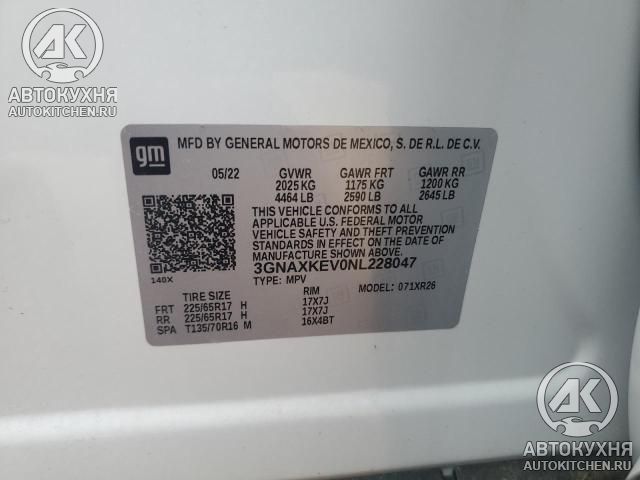 AK
АВТОКУХНЯ
AUTOKITCHEN.RU
gm
MFD BY GENERAL MOTORS DE MEXICO, S. DE R.L. DE C.V.
05/22 GVWR GAWR FRT GAWR RR
2025 KG 1175 KG 1200 KG
4464 LB 2590 LB 2645 LB
THIS VEHICLE CONFORMS TO ALL
APPLICABLE U.S. FEDERAL MOTOR
VEHICLE SAFETY AND THEFT PREVENTION
STANDARDS IN EFFECT ON THE DATE OF
MANUFACTURE SHOWN ABOVE.
3GNAXKEV0NL228047
140X
TYPE: MPV MODEL: 071XR26
TIRE SIZE RIM
FRT 225/65R17 H 17X7J
RR 225/65R17 H 17X7J
SPA T135/70R16 M 16X4BT
AK
АВТОКУХНЯ
AUTOKITCHEN.RU